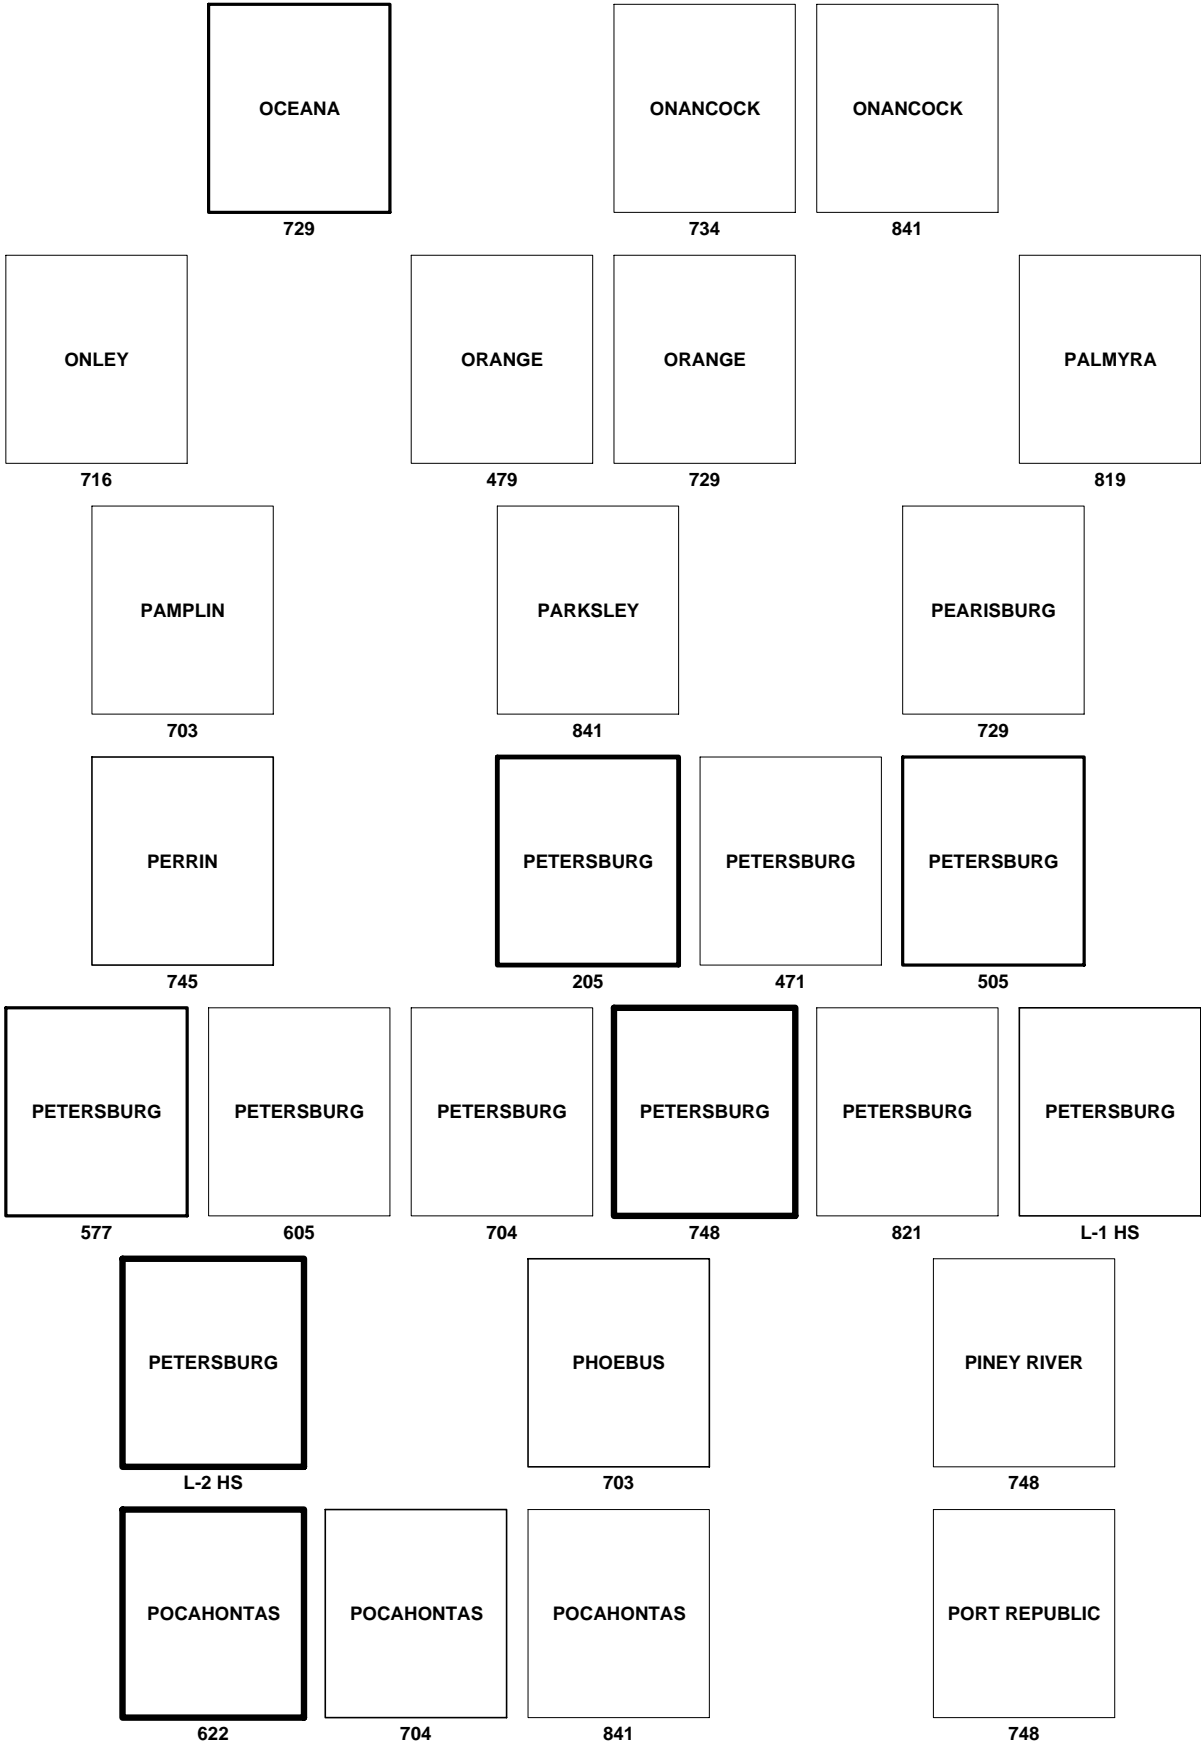 OCEANA
ONANCOCK
ONANCOCK
729
734
841
ONLEY
ORANGE
ORANGE
PALMYRA
716
479
729
819
PAMPLIN
PARKSLEY
PEARISBURG
703
841
729
PERRIN
PETERSBURG
PETERSBURG
PETERSBURG
745
205
471
505
PETERSBURG
PETERSBURG
PETERSBURG
PETERSBURG
PETERSBURG
PETERSBURG
577
605
704
748
821
L-1 HS
PETERSBURG
PHOEBUS
PINEY RIVER
L-2 HS
703
748
POCAHONTAS
POCAHONTAS
POCAHONTAS
PORT REPUBLIC
622
704
841
748